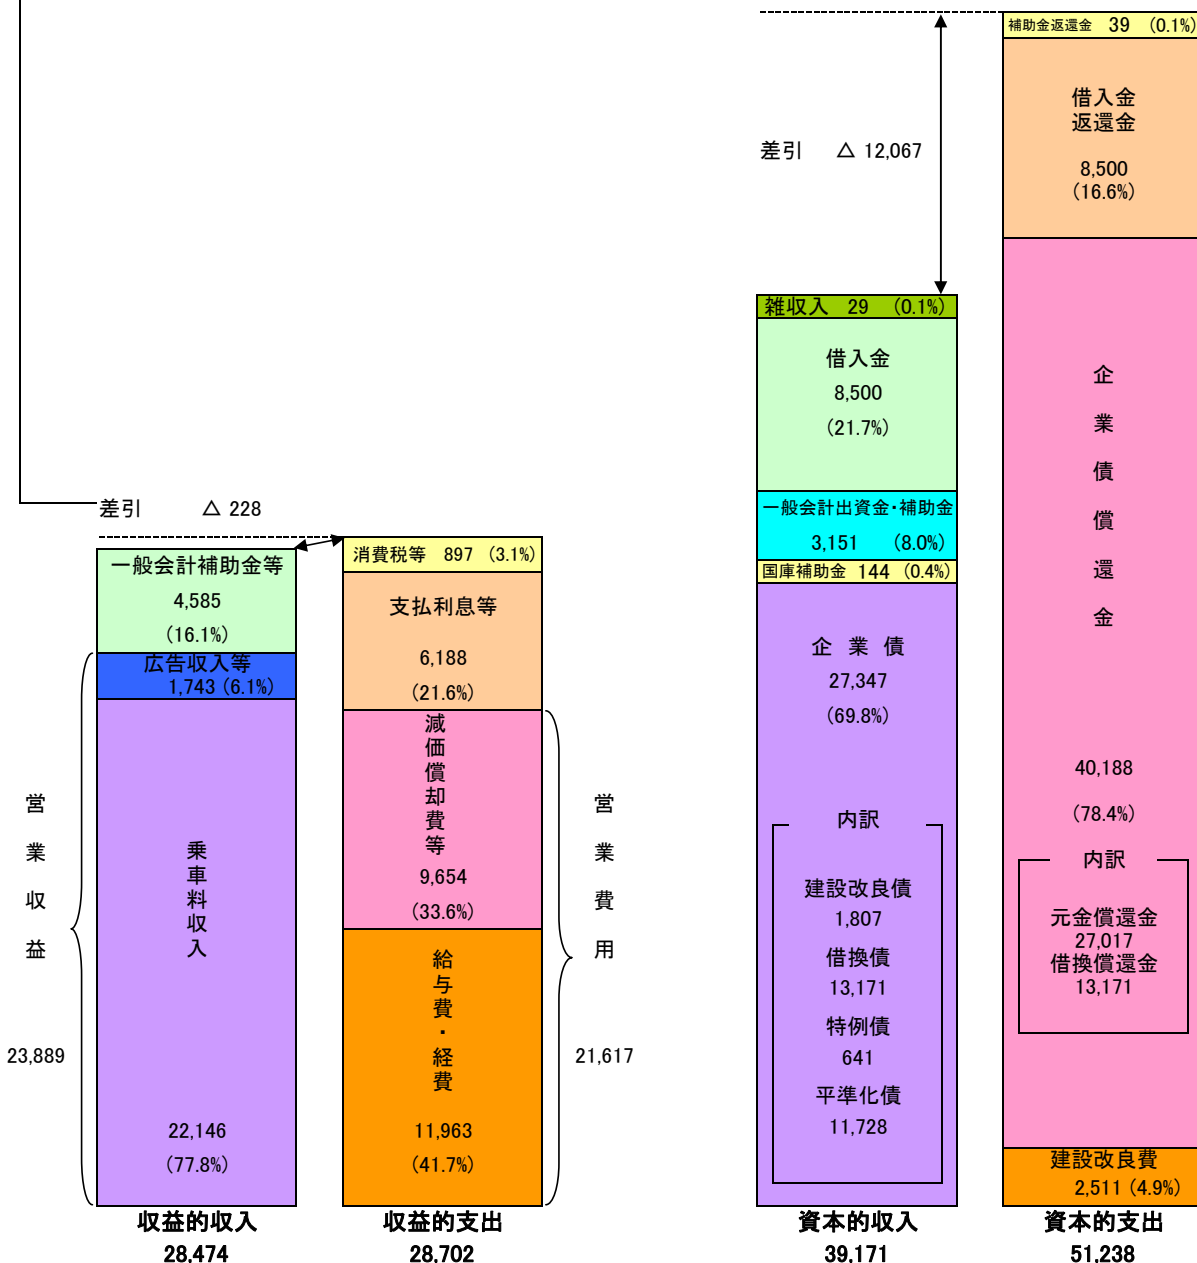 差引 △ 228
営業収益
23,889
一般会計補助金等
4,585
(16.1%)
広告収入等
1,743 (6.1%)
乗車料収入
22,146
(77.8%)
収益的収入
28,474
消費税等 897 (3.1%)
支払利息等
6,188
(21.6%)
減価償却費等
9,654
(33.6%)
給与費・経費
11,963
(41.7%)
収益的支出
28,702
営業費用
21,617
差引 △ 12,067
雑収入 29 (0.1%)
借入金
8,500
(21.7%)
一般会計出資金・補助金
3,151 (8.0%)
国庫補助金 144 (0.4%)
企業債
27,347
(69.8%)
内訳
建設改良債
1,807
借換債
13,171
特例債
641
平準化債
11,728
資本的収入
39,171
補助金返還金 39 (0.1%)
借入金
返還金
8,500
(16.6%)
企業債償還金
40,188
(78.4%)
内訳
元金償還金
27,017
借換償還金
13,171
建設改良費
2,511 (4.9%)
資本的支出
51,238